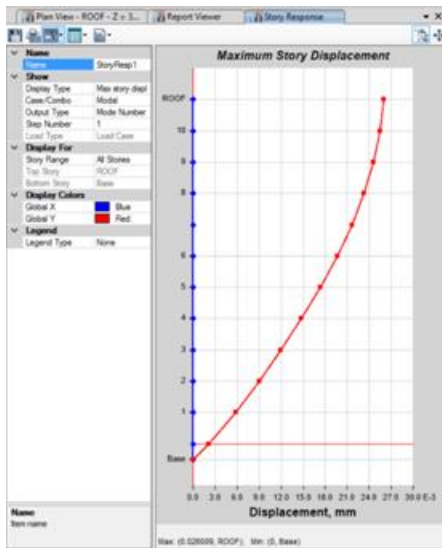 Plan View - ROOF - Z = 3...
Report Viewer
Story Response
Name
Name StoryResp1
Show
Display Type Max story displ
Case/Combo Modal
Output Type Mode Number
Step Number 1
Load Type Load Case
Display For
Story Range All Stories
Top Story ROOF
Bottom Story Base
Display Colors
Global X Blue
Global Y Red
Legend
Legend Type None
Name
Item name
Maximum Story Displacement
ROOF
10
9
8
6
5
4
3
2
1
Base
0.0 3.0 6.0 9.0 12.0 15.0 18.0 21.0 24.0 27.0 30.0 E-3
Displacement, mm
Max: (0.026009, ROOF); Min: (0, Base)